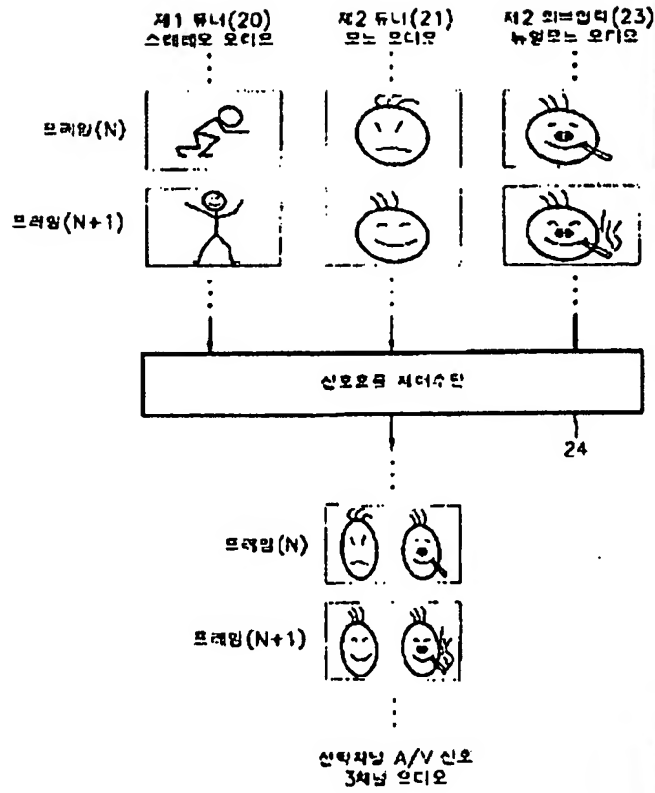 제1 튜너(20) 제2 튜너(21) 제2 외부입력(23)
스테레오 오디오 모노 오디오 듀얼모노 오디오
프레임(N)
프레임(N+1)
신호흐름 제어수단
24
프레임(N)
프레임(N+1)
선택채널 A/V 신호
3채널 오디오